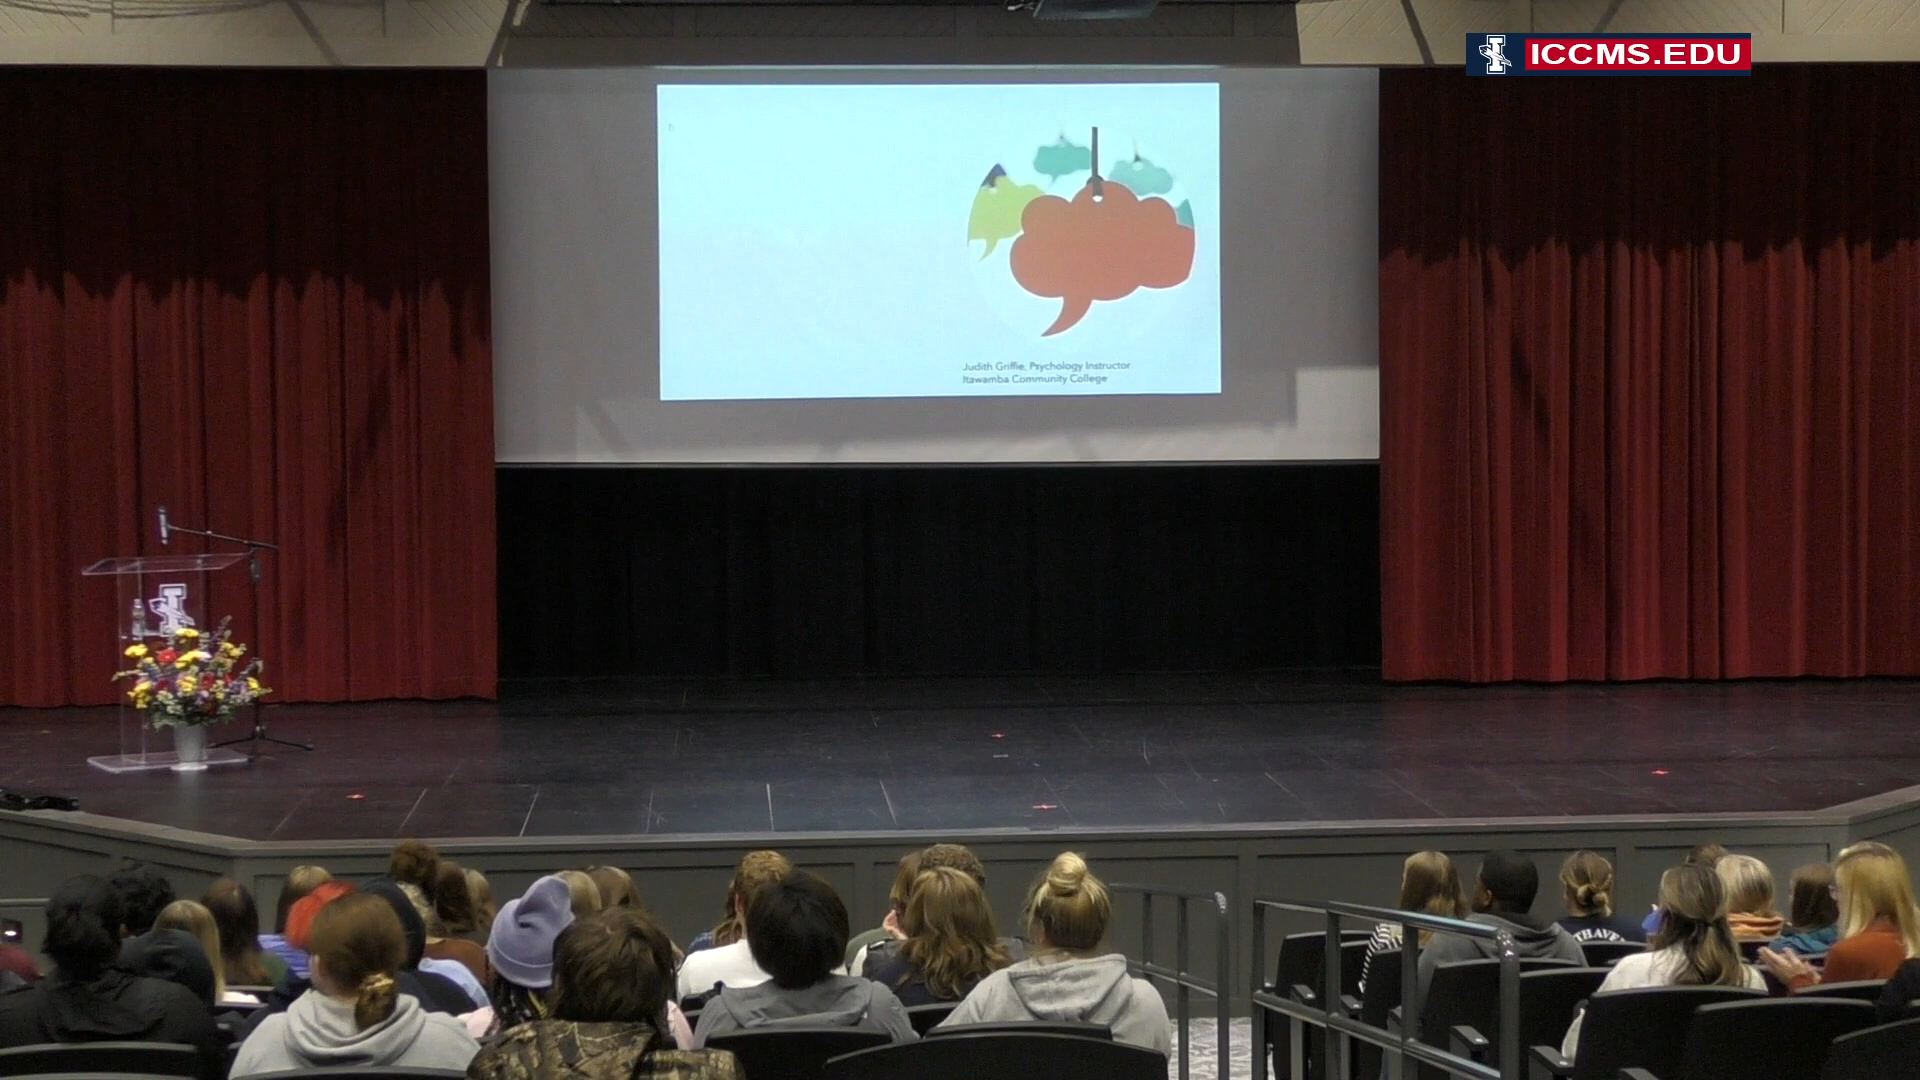 ICCMS.EDU
Judith Griffie, Psychology Instructor
Itawamba Community College